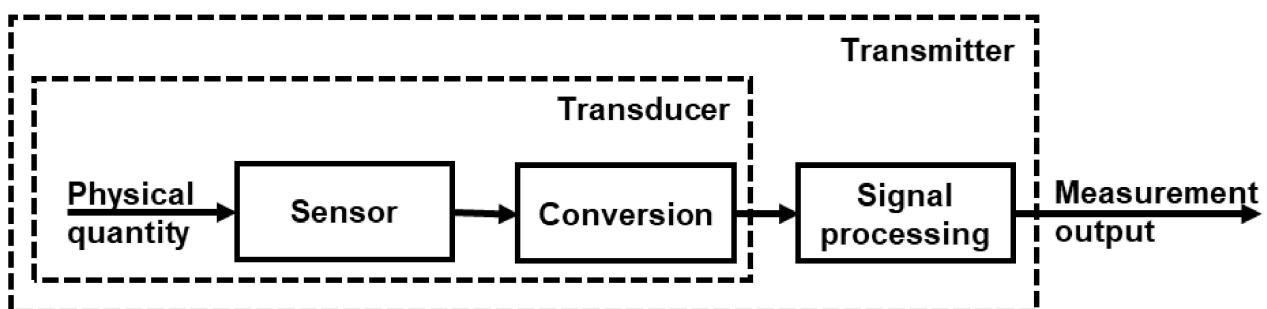 Transmitter
Transducer
Physical
quantity
Sensor
Conversion
Signal
processing
Measurement
output